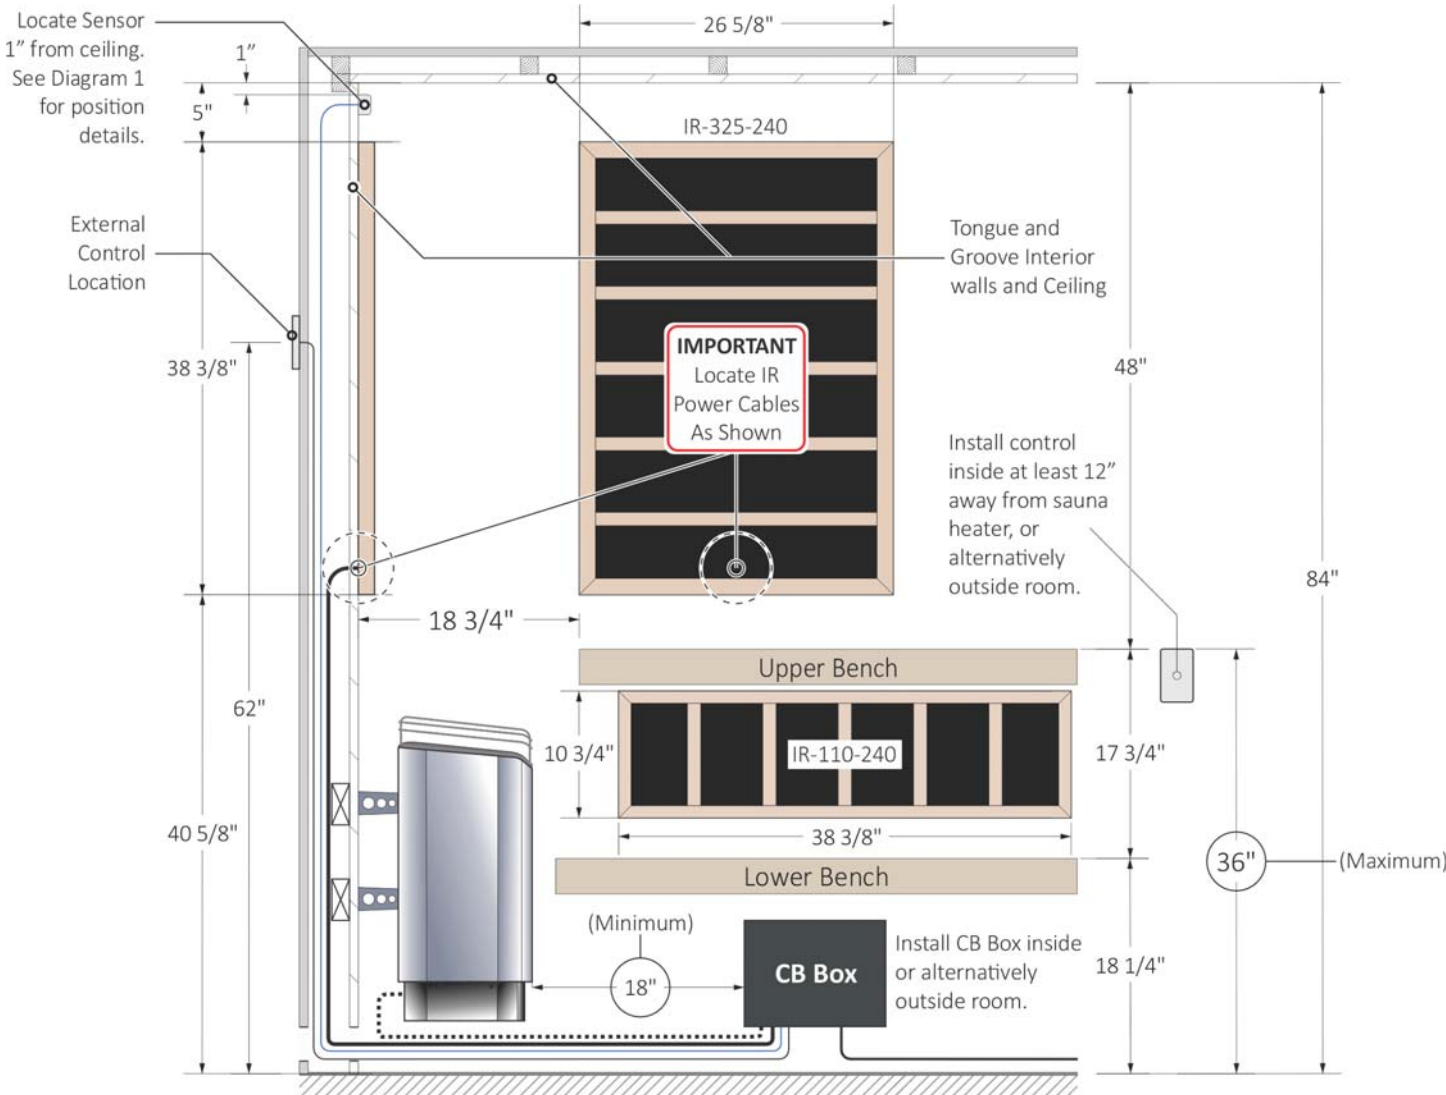 Locate Sensor
1” from ceiling.
See Diagram 1
for position
details.
1”
5"
26 5/8"
IR-325-240
External
Control
Location
Tongue and
Groove Interior
walls and Ceiling
IMPORTANT
Locate IR
Power Cables
As Shown
38 3/8"
48"
Install control
inside at least 12”
away from sauna
heater, or
alternatively
outside room.
84"
18 3/4"
Upper Bench
62"
10 3/4"
IR-110-240
17 3/4"
40 5/8"
38 3/8"
36"
(Maximum)
Lower Bench
(Minimum)
18"
CB Box
Install CB Box inside
or alternatively
outside room.
18 1/4"